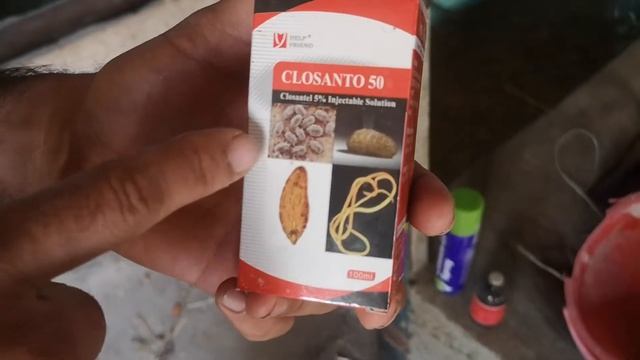 HELP®
FRIEND
CLOSANTO 50
Closantel 5% Injectable Solution
100ml